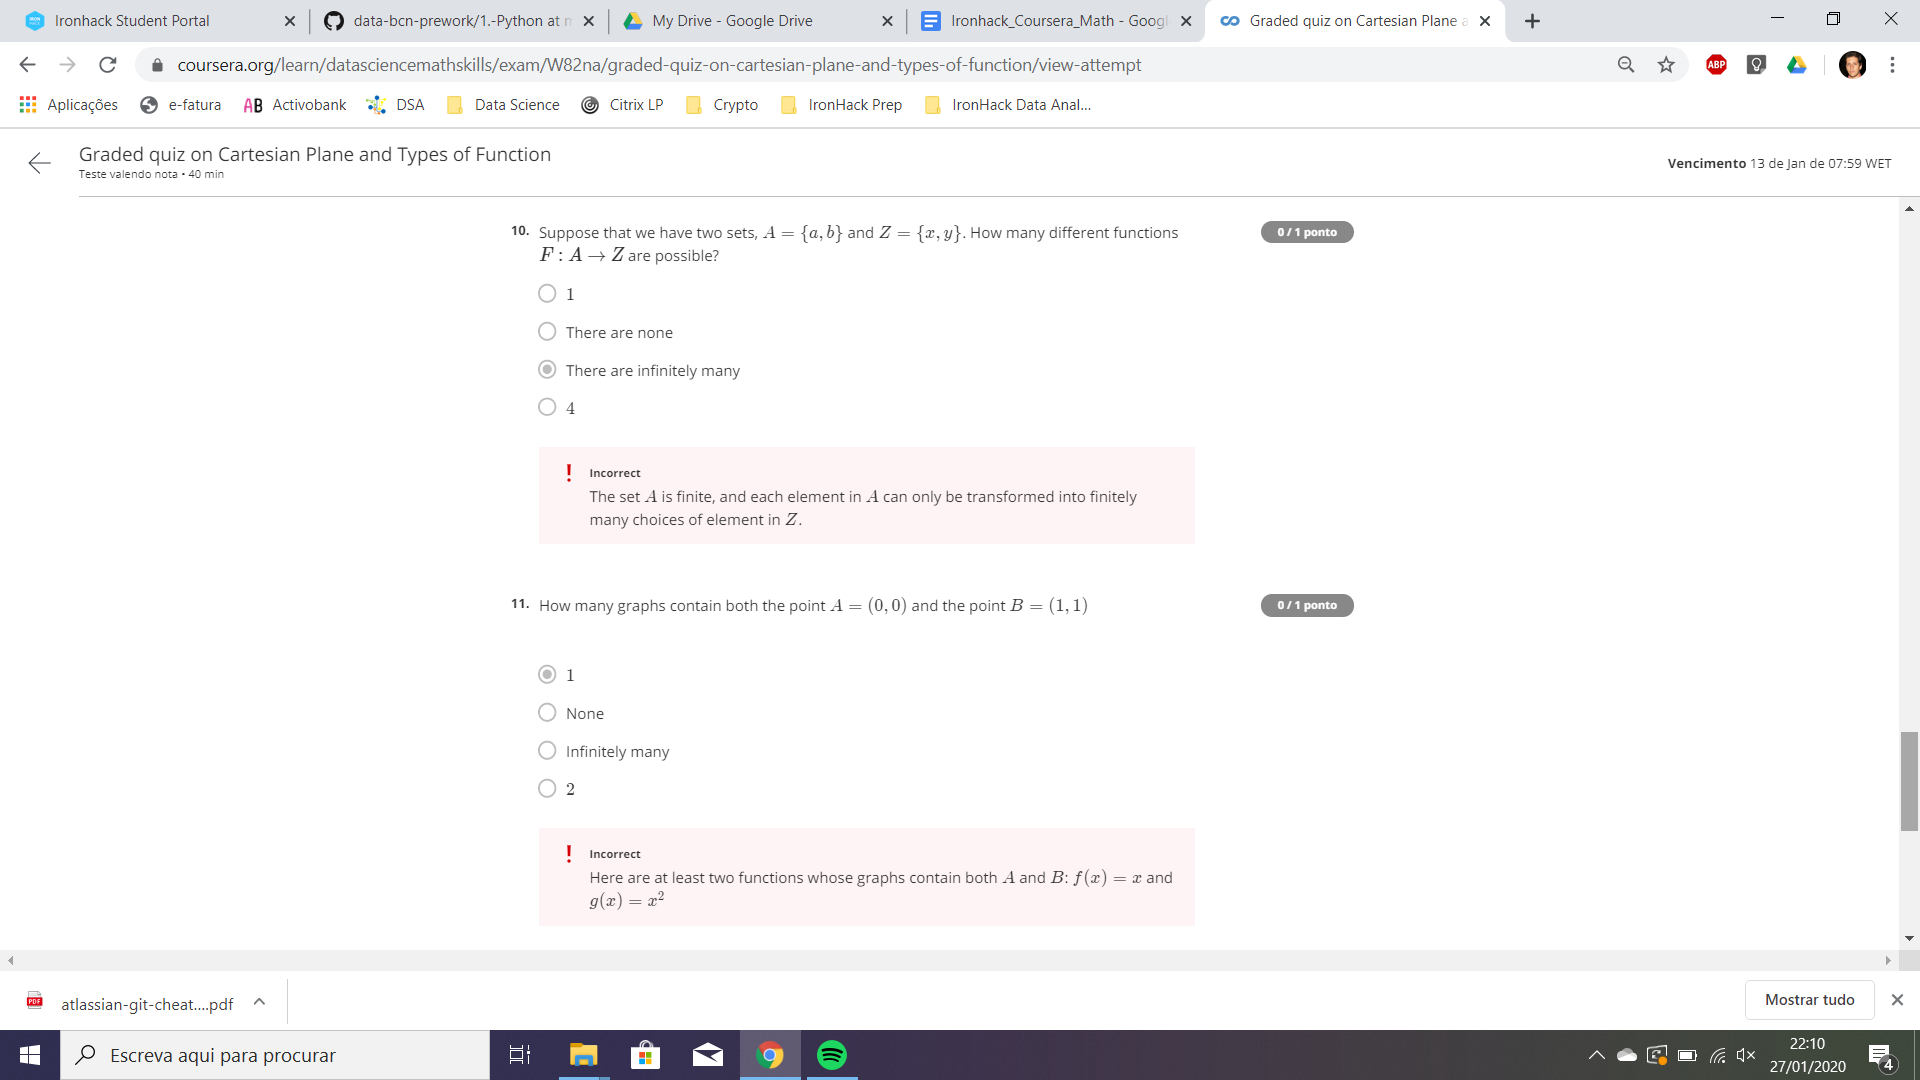 Ironhack Student Portal
data-bcn-prework/1.-Python at m
My Drive - Google Drive
Ironhack_Coursera_Math - Googl
Graded quiz on Cartesian Plane a
coursera.org/learn/datasciencemathskills/exam/W82na/graded-quiz-on-cartesian-plane-and-types-of-function/view-attempt
ABP
Aplicações
e-fatura
AB Activobank
DSA
Data Science
Citrix LP
Crypto
IronHack Prep
IronHack Data Anal...
Graded quiz on Cartesian Plane and Types of Function
Teste valendo nota • 40 min
Vencimento 13 de Jan de 07:59 WET
10. Suppose that we have two sets, A = {a, b} and Z = {x, y}. How many different functions
F : A → Z are possible?
0 / 1 ponto
1
There are none
There are infinitely many
4
! Incorrect
The set A is finite, and each element in A can only be transformed into finitely
many choices of element in Z.
11. How many graphs contain both the point A = (0, 0) and the point B = (1, 1)
0 / 1 ponto
1
None
Infinitely many
2
! Incorrect
Here are at least two functions whose graphs contain both A and B: f(x) = x and
g(x) = x²
PDF
atlassian-git-cheat....pdf
Mostrar tudo
Escreva aqui para procurar
22:10
27/01/2020
4